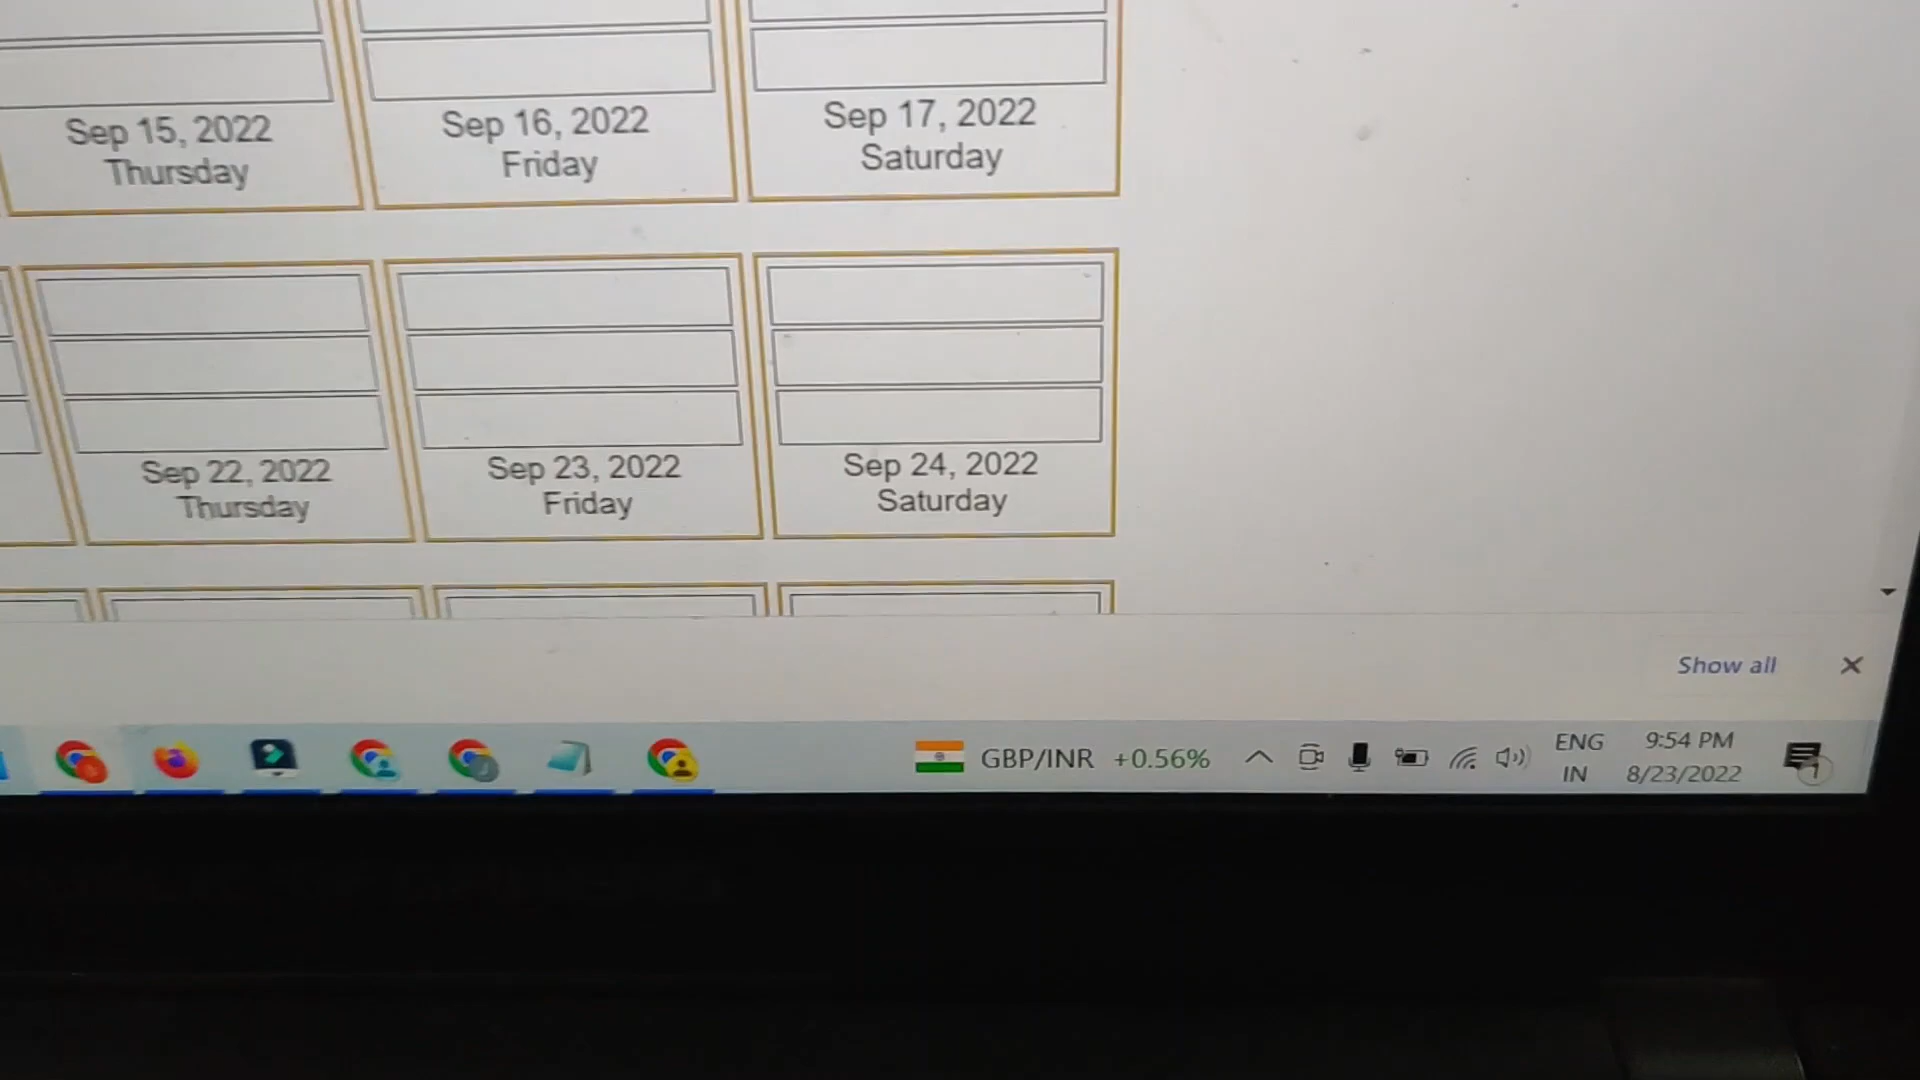 Sep 15, 2022
Thursday
Sep 16, 2022
Friday
Sep 17, 2022
Saturday
Sep 22, 2022
Thursday
Sep 23, 2022
Friday
Sep 24, 2022
Saturday
Show all
GBP/INR +0.56%
ENG
IN
9:54 PM
8/23/2022
1